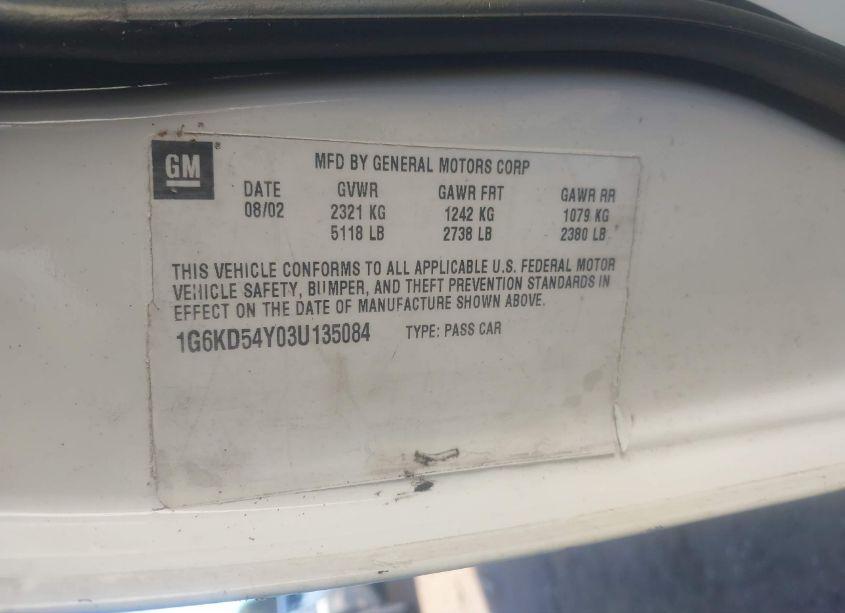 GM
MFD BY GENERAL MOTORS CORP
DATE GVWR GAWR FRT GAWR RR
08/02 2321 KG 1242 KG 1079 KG
5118 LB 2738 LB 2380 LB
THIS VEHICLE CONFORMS TO ALL APPLICABLE U.S. FEDERAL MOTOR
VEHICLE SAFETY, BUMPER, AND THEFT PREVENTION STANDARDS IN
EFFECT ON THE DATE OF MANUFACTURE SHOWN ABOVE.
1G6KD54Y03U135084 TYPE: PASS CAR